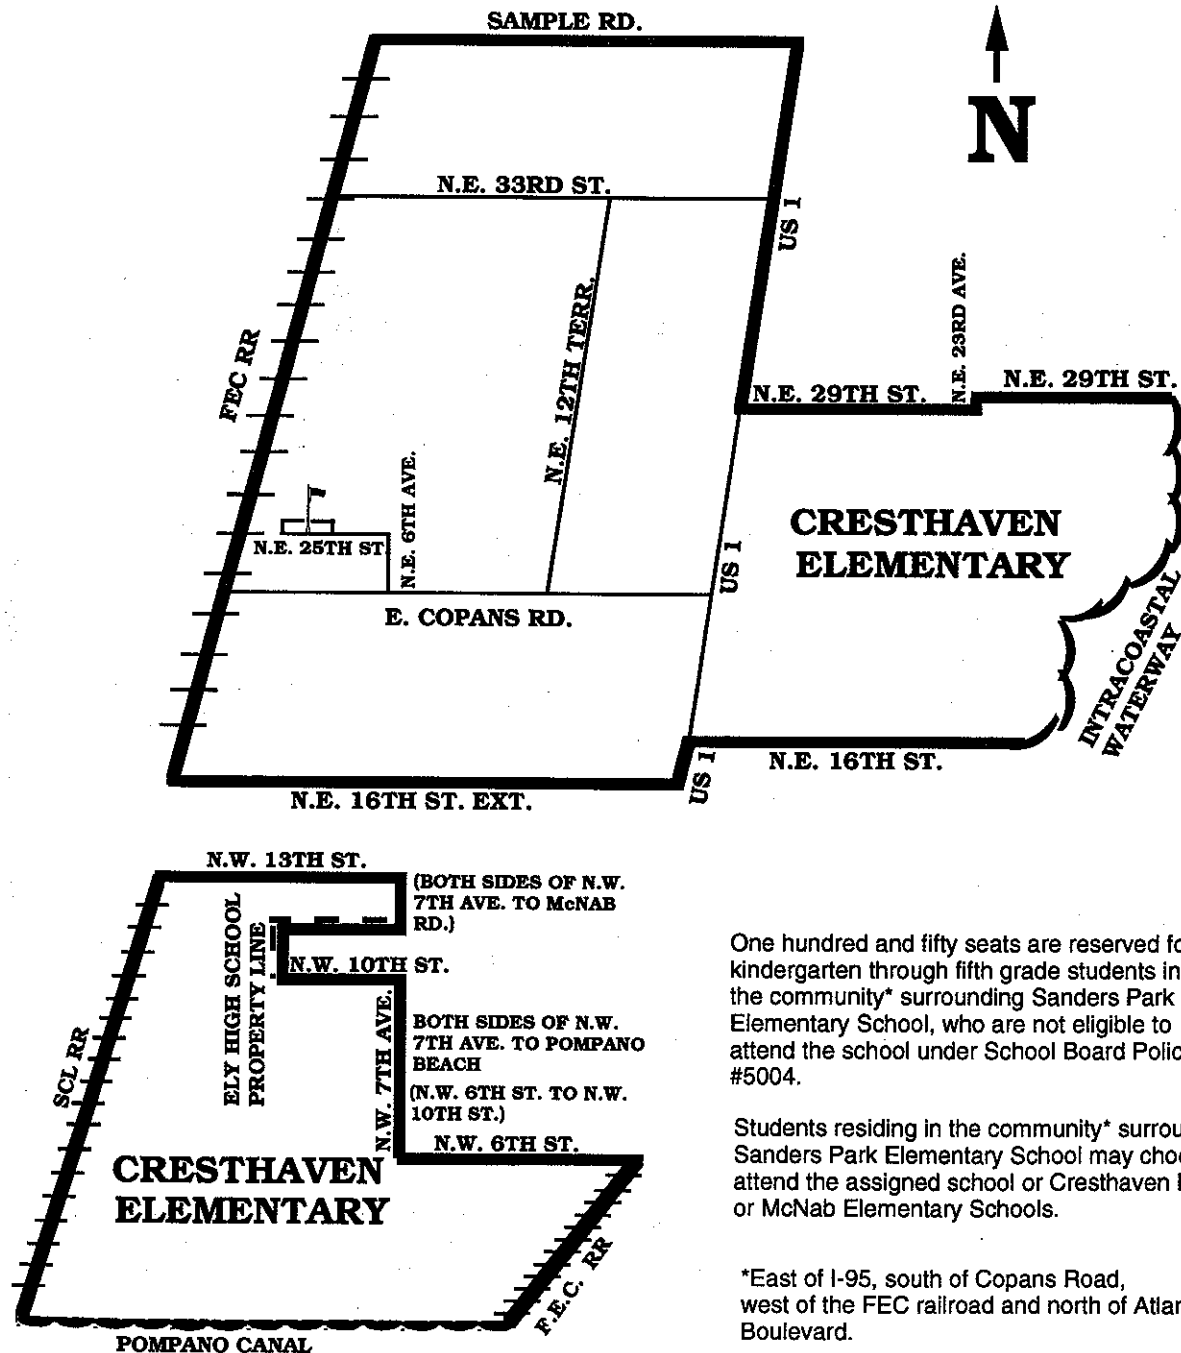 SAMPLE RD.
N
N.E. 33RD ST.
US 1
N.E. 23RD AVE.
FEC RR
N.E. 12TH TERR.
N.E. 29TH ST.
N.E. 29TH ST.
N.E. 6TH AVE.
N.E. 25TH ST
US 1
CRESTHAVEN
ELEMENTARY
E. COPANS RD.
INTRACOASTAL
WATERWAY
US 1
N.E. 16TH ST.
N.E. 16TH ST. EXT.
N.W. 13TH ST.
(BOTH SIDES OF N.W.
7TH AVE. TO McNAB
RD.)
ELY HIGH SCHOOL
PROPERTY LINE
N.W. 10TH ST.
SCL RR
N.W. 7TH AVE.
BOTH SIDES OF N.W.
7TH AVE. TO POMPANO
BEACH
(N.W. 6TH ST. TO N.W.
10TH ST.)
N.W. 6TH ST.
CRESTHAVEN
ELEMENTARY
F.E.C. RR
POMPANO CANAL
One hundred and fifty seats are reserved fo
kindergarten through fifth grade students in
the community* surrounding Sanders Park
Elementary School, who are not eligible to
attend the school under School Board Polic
#5004.
Students residing in the community* surrou
Sanders Park Elementary School may choo
attend the assigned school or Cresthaven E
or McNab Elementary Schools.
*East of I-95, south of Copans Road,
west of the FEC railroad and north of Atlan
Boulevard.